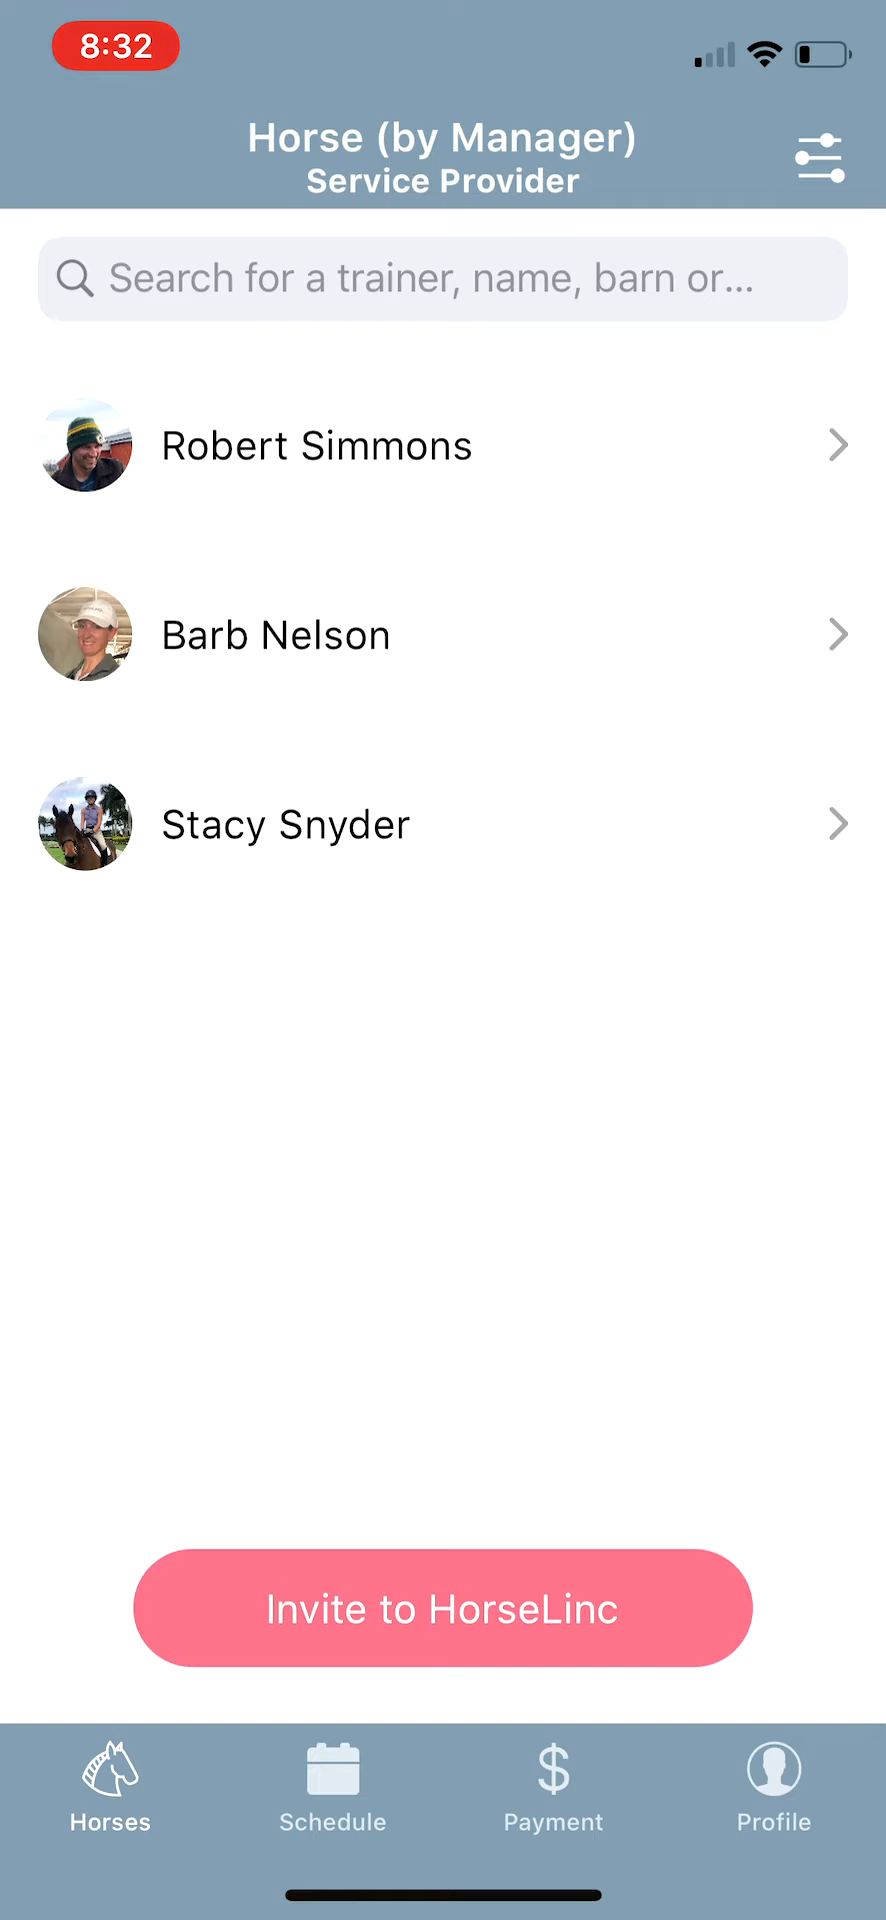 8:32
Horse (by Manager)
Service Provider
Search for a trainer, name, barn or...
Robert Simmons
Barb Nelson
Stacy Snyder
Invite to HorseLinc
Horses
Schedule
Payment
Profile